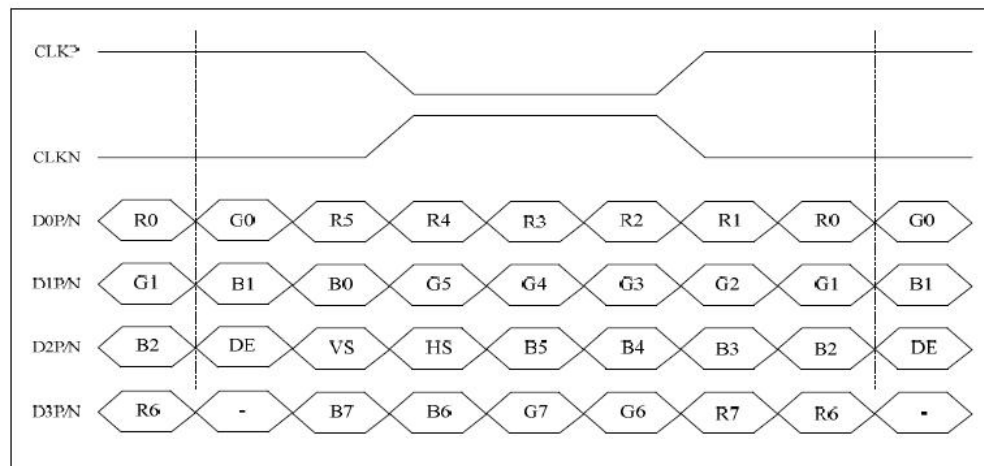 CLKP
CLKN
D0P/N R0 G0 R5 R4 R3 R2 R1 R0 G0
D1P/N G1 B1 B0 G5 G4 G3 G2 G1 B1
D2P/N B2 DE VS HS B5 B4 B3 B2 DE
D3P/N R6 - B7 B6 G7 G6 R7 R6 -